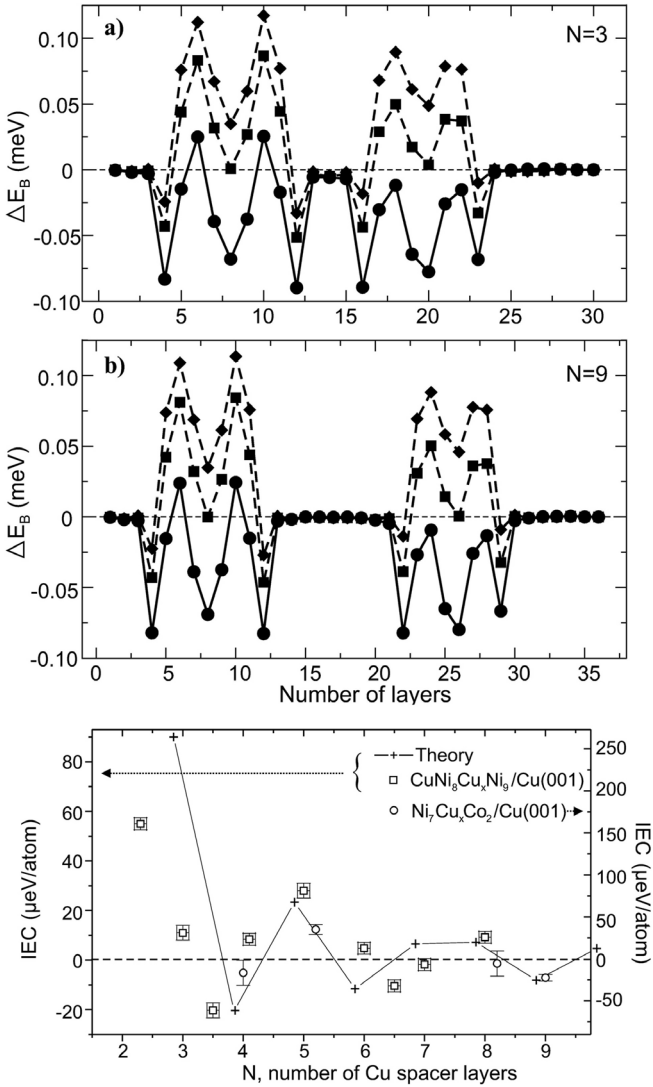 a)
N=3
ΔE_B (meV)
0.10
0.05
0
-0.05
-0.10
0 5 10 15 20 25 30
b)
N=9
ΔE_B (meV)
0.10
0.05
0
-0.05
-0.10
0 5 10 15 20 25 30 35
Number of layers
IEC (µeV/atom)
80
60
40
20
0
-20
Theory
CuNi₈CuₓNi₉/Cu(001)
Ni₇CuₓCo₂/Cu(001)
250
200
150
100
50
0
-50
IEC (µeV/atom)
2 3 4 5 6 7 8 9
N, number of Cu spacer layers